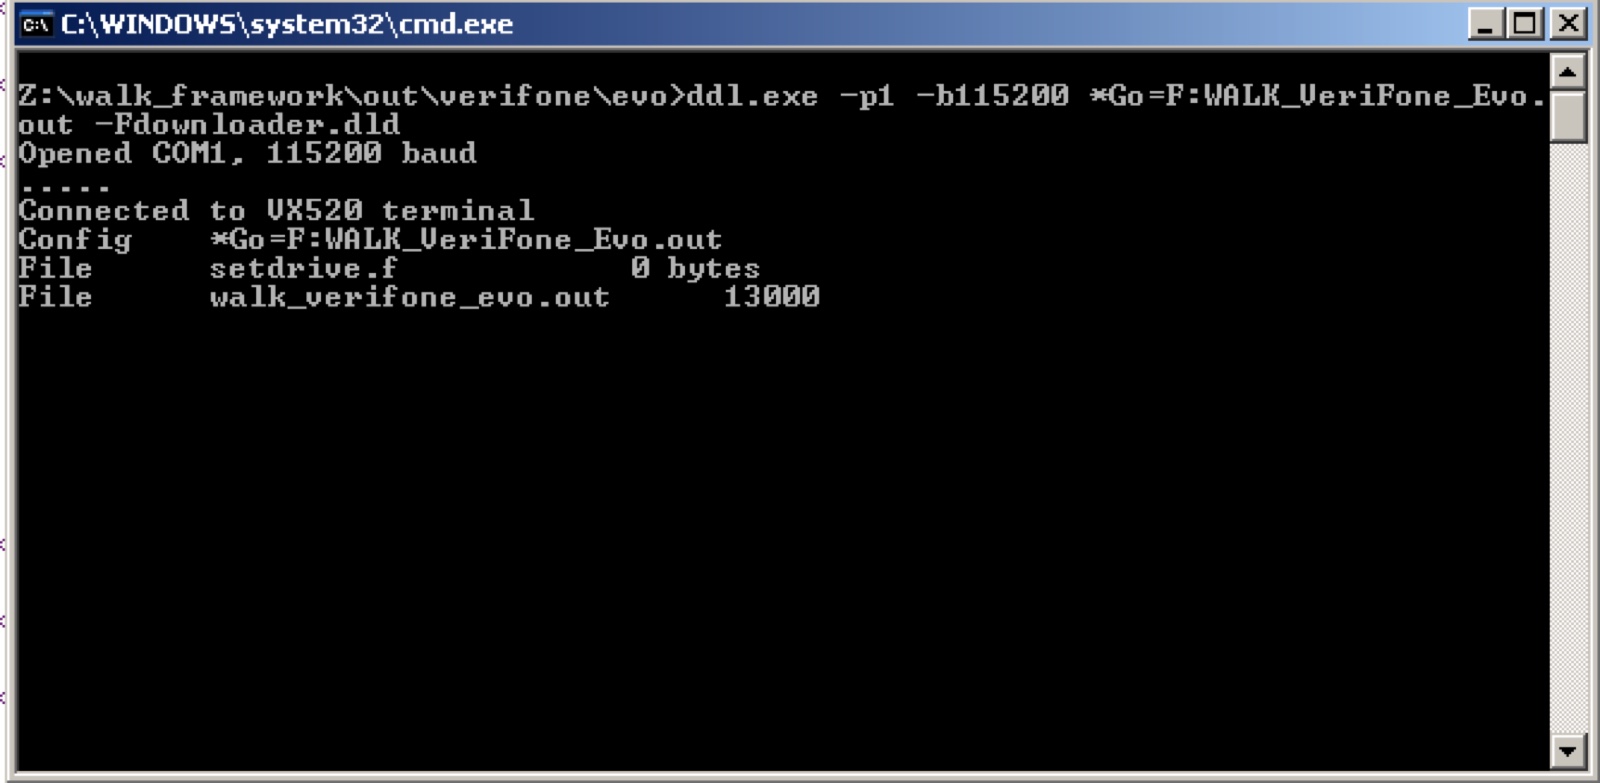 C:\WINDOWS\system32\cmd.exe
Z:\walk_framework\out\verifone\evo>ddl.exe -p1 -b115200 *Go=F:WALK_VeriFone_Evo.
out -Fdownloader.dld
Opened COM1, 115200 baud
.....
Connected to VX520 terminal
Config *Go=F:WALK_VeriFone_Evo.out
File setdrive.f 0 bytes
File walk_verifone_evo.out 13000